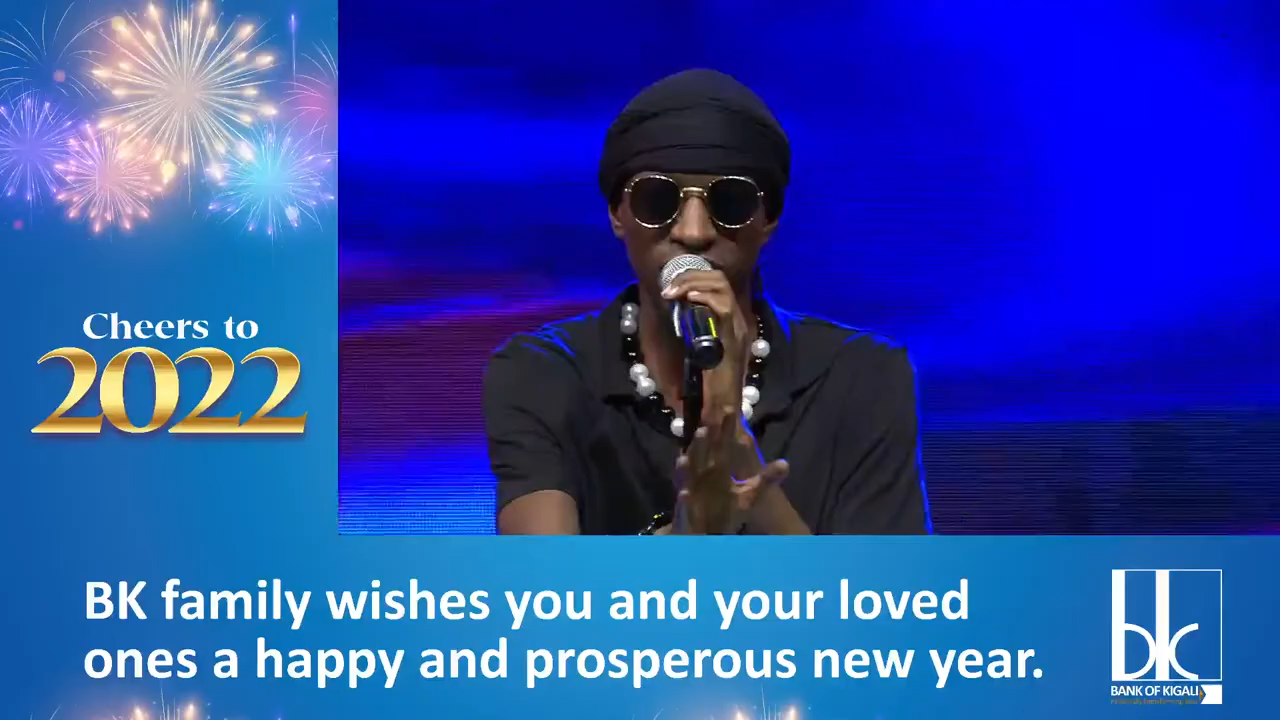 Cheers to
2022
BK family wishes you and your loved
ones a happy and prosperous new year.
bk
BANK OF KIGALI